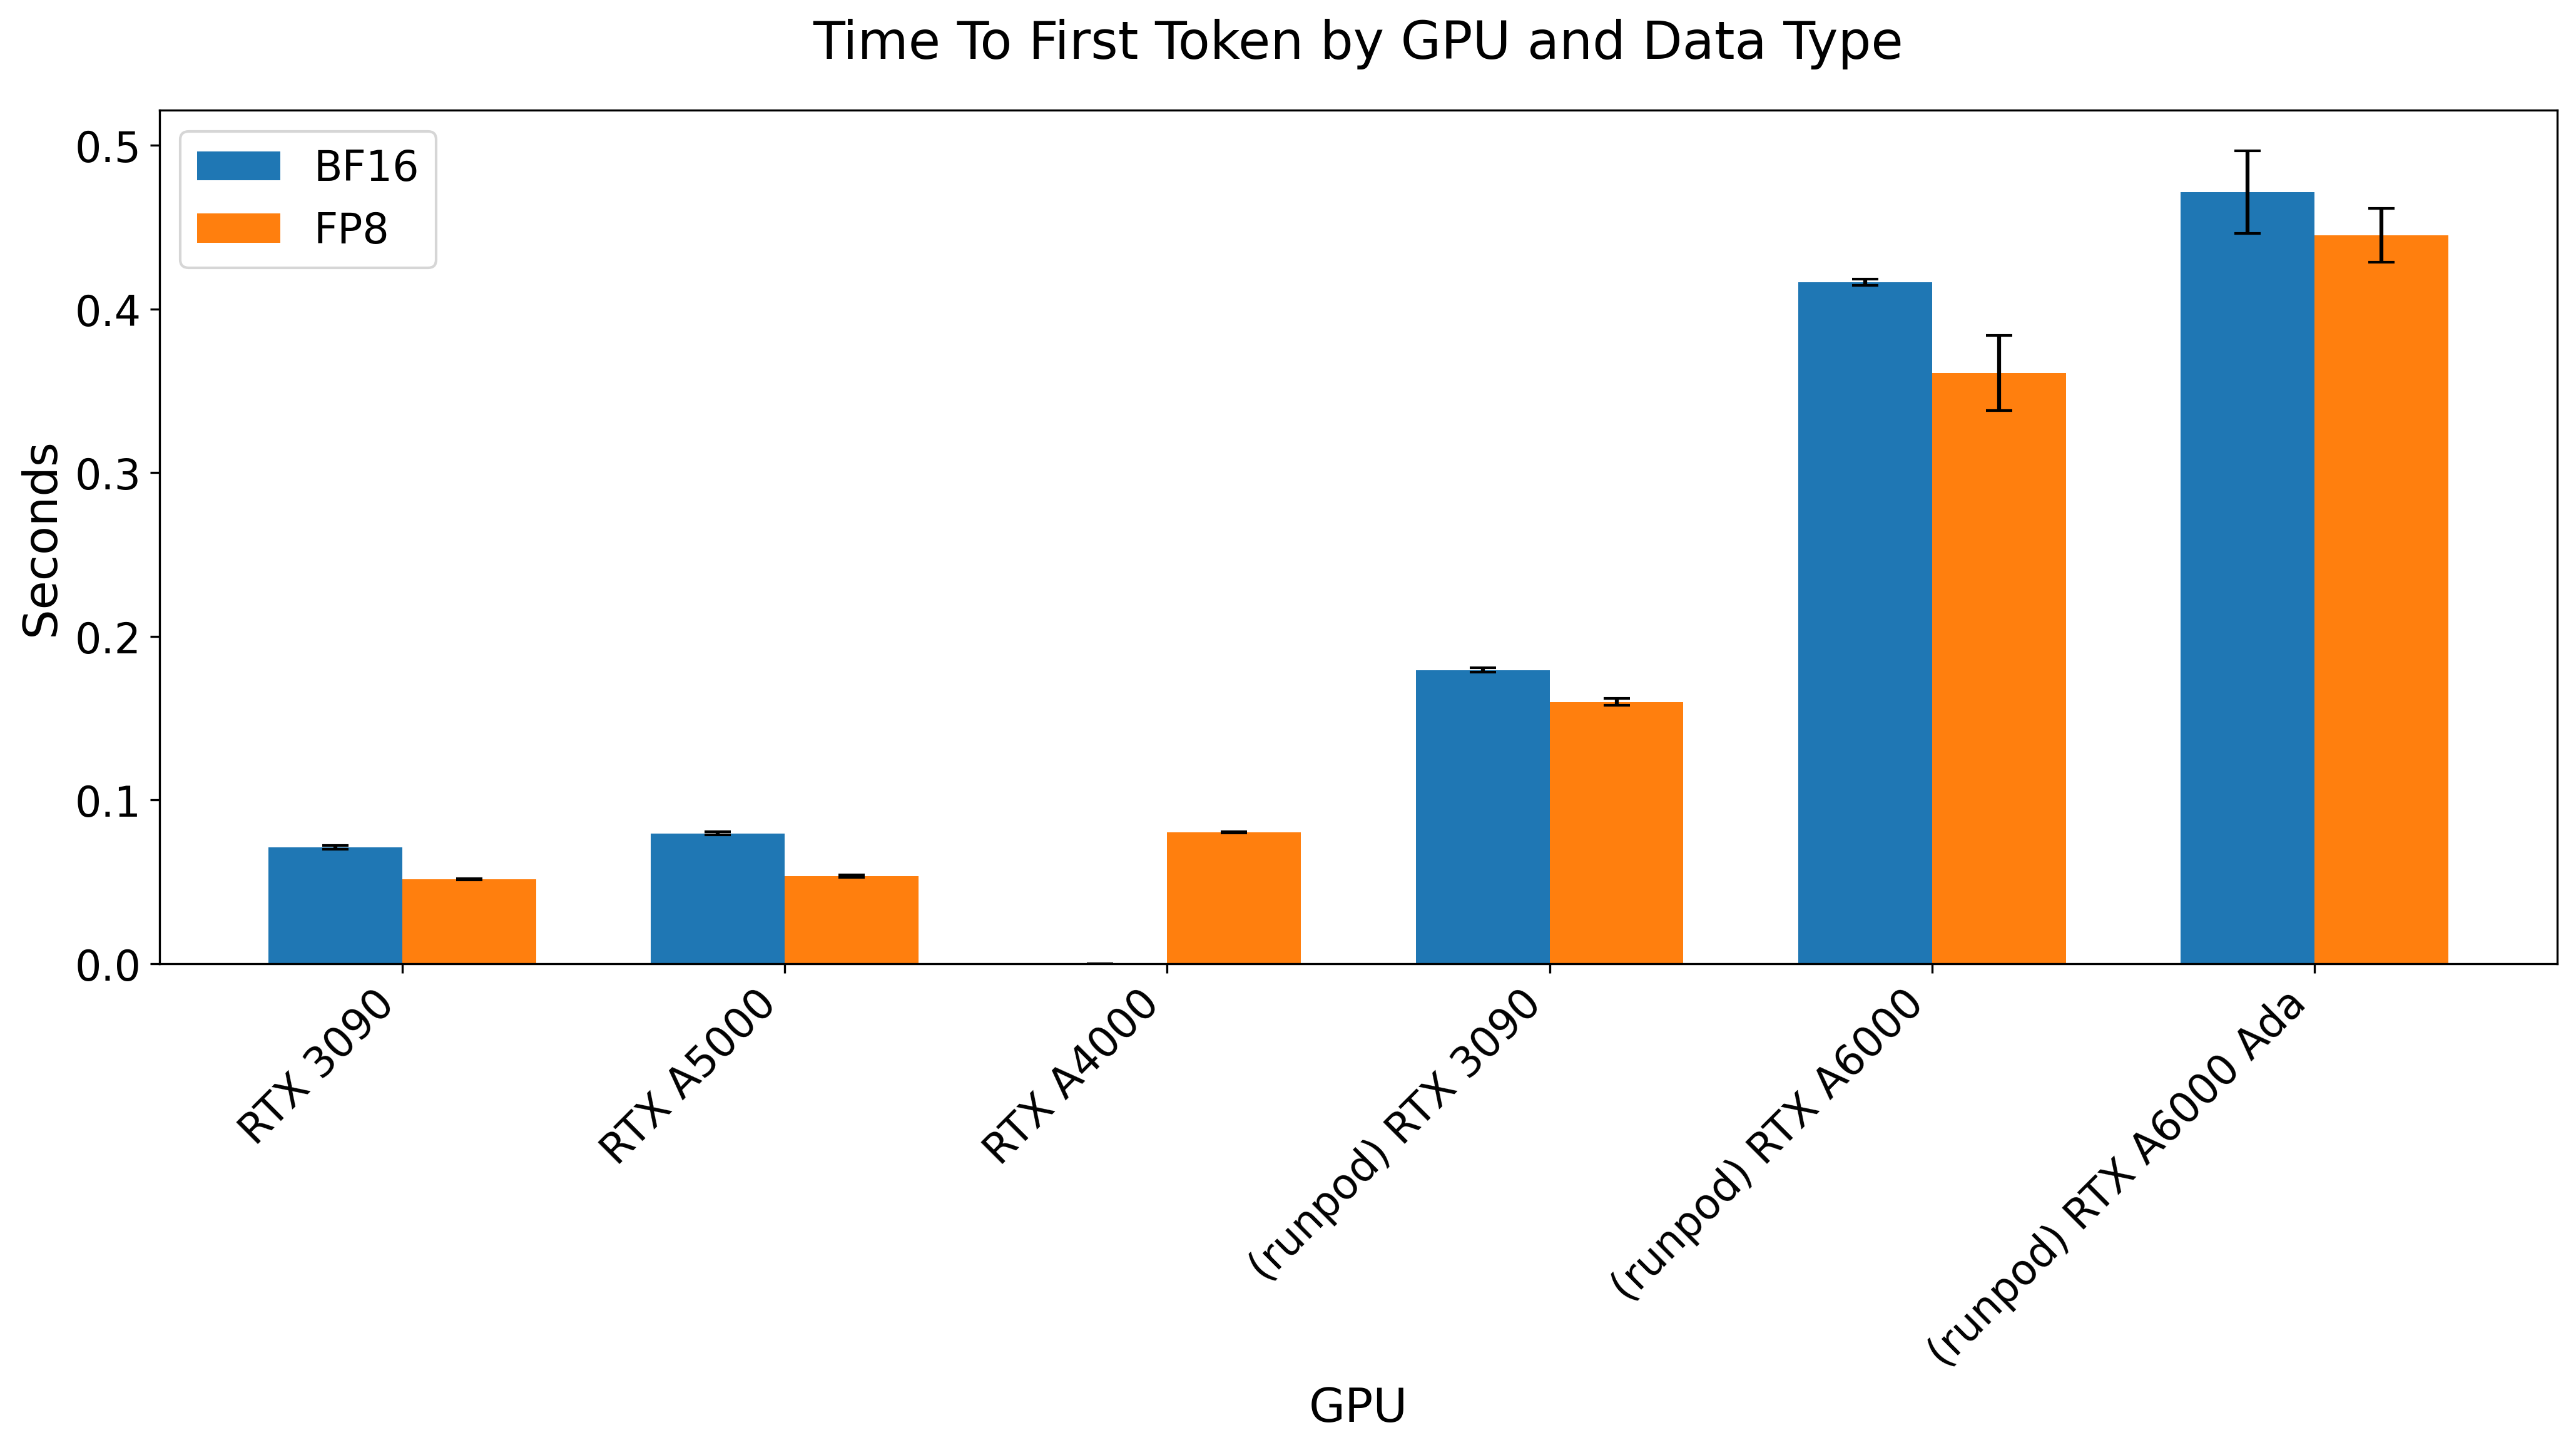 Time To First Token by GPU and Data Type
BF16
FP8
Seconds
0.5
0.4
0.3
0.2
0.1
0.0
RTX 3090
RTX A5000
RTX A4000
(runpod) RTX 3090
(runpod) RTX A6000
(runpod) RTX A6000 Ada
GPU